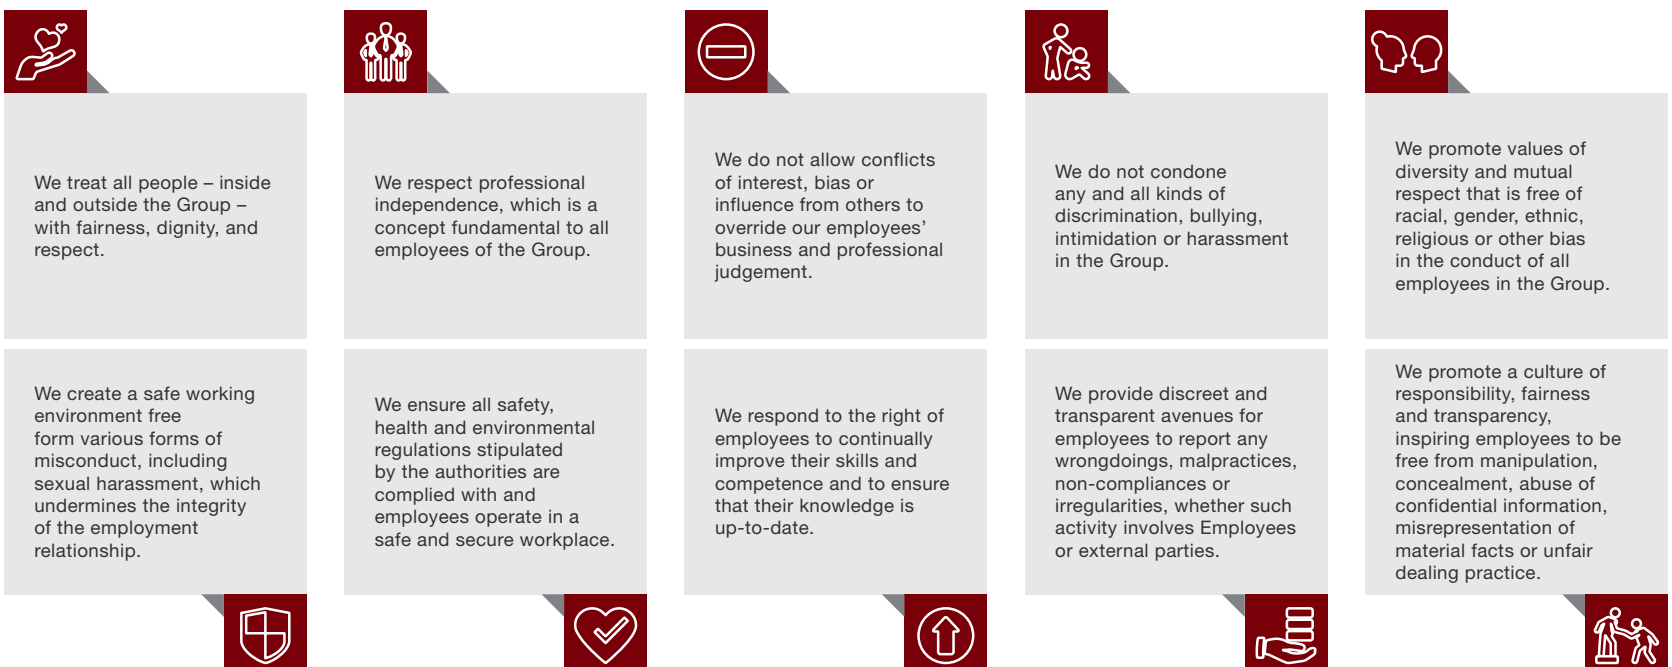 We treat all people – inside
and outside the Group –
with fairness, dignity, and
respect.
We respect professional
independence, which is a
concept fundamental to all
employees of the Group.
We do not allow conflicts
of interest, bias or
influence from others to
override our employees’
business and professional
judgement.
We do not condone
any and all kinds of
discrimination, bullying,
intimidation or harassment
in the Group.
We promote values of
diversity and mutual
respect that is free of
racial, gender, ethnic,
religious or other bias
in the conduct of all
employees in the Group.
We create a safe working
environment free
form various forms of
misconduct, including
sexual harassment, which
undermines the integrity
of the employment
relationship.
We ensure all safety,
health and environmental
regulations stipulated
by the authorities are
complied with and
employees operate in a
safe and secure workplace.
We respond to the right of
employees to continually
improve their skills and
competence and to ensure
that their knowledge is
up-to-date.
We provide discreet and
transparent avenues for
employees to report any
wrongdoings, malpractices,
non-compliances or
irregularities, whether such
activity involves Employees
or external parties.
We promote a culture of
responsibility, fairness
and transparency,
inspiring employees to be
free from manipulation,
concealment, abuse of
confidential information,
misrepresentation of
material facts or unfair
dealing practice.